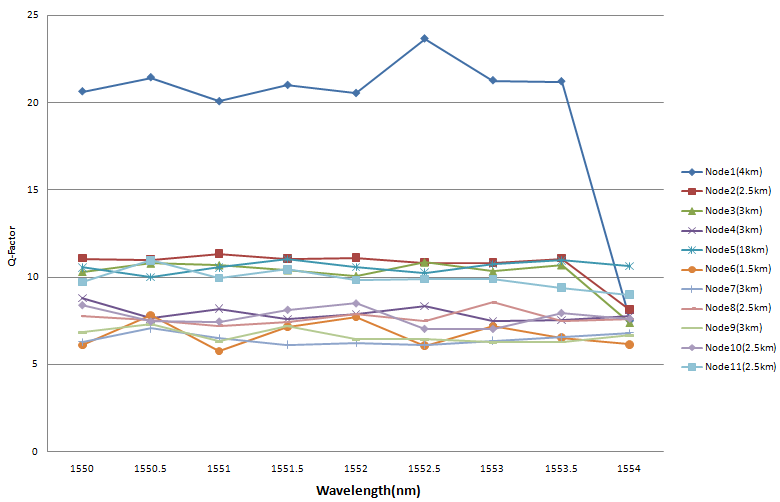 25
20
15
10
5
0
Q-Factor
1550 1550.5 1551 1551.5 1552 1552.5 1553 1553.5 1554
Wavelength(nm)
Node1(4km)
Node2(2.5km)
Node3(3km)
Node4(3km)
Node5(18km)
Node6(1.5km)
Node7(3km)
Node8(2.5km)
Node9(3km)
Node10(2.5km)
Node11(2.5km)